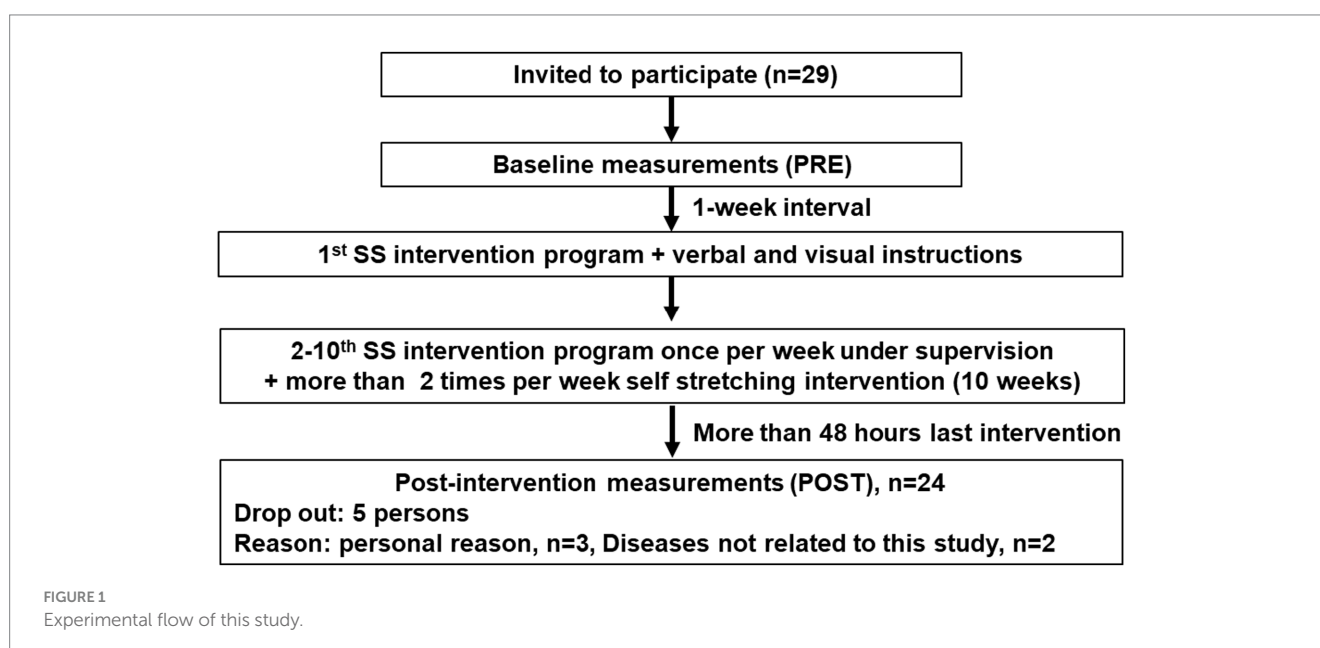 Invited to participate (n=29)
Baseline measurements (PRE)
1-week interval
1st SS intervention program + verbal and visual instructions
2-10th SS intervention program once per week under supervision
+ more than 2 times per week self stretching intervention (10 weeks)
More than 48 hours last intervention
Post-intervention measurements (POST), n=24
Drop out: 5 persons
Reason: personal reason, n=3, Diseases not related to this study, n=2
FIGURE 1
Experimental flow of this study.